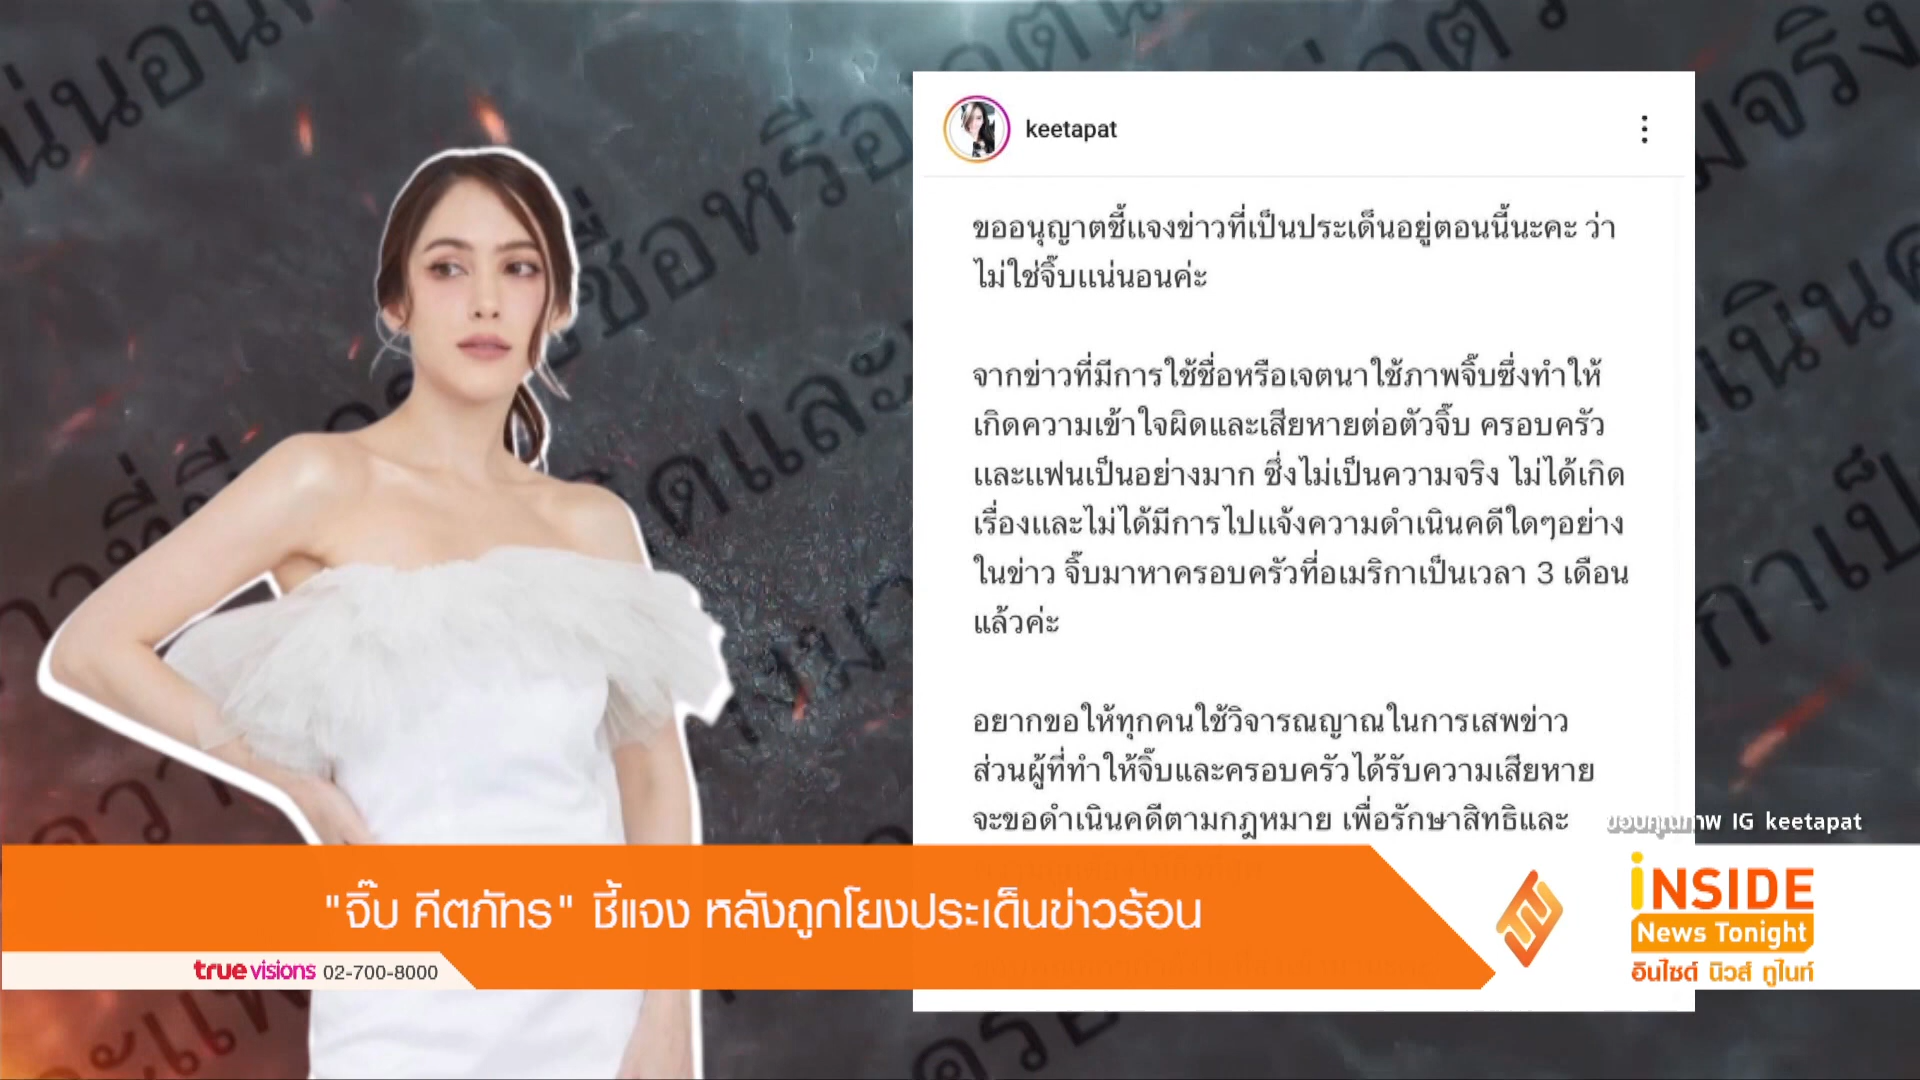 keetapat
ขออนุญาตชี้แจงข่าวที่เป็นประเด็นอยู่ตอนนี้นะคะ ว่า
ไม่ใช่จิ๊บแน่นอนค่ะ
จากข่าวที่มีการใช้ชื่อหรือเจตนาใช้ภาพจิ๊บซึ่งทำให้
เกิดความเข้าใจผิดและเสียหายต่อตัวจิ๊บ ครอบครัว
และแฟนเป็นอย่างมาก ซึ่งไม่เป็นความจริง ไม่ได้เกิด
เรื่องและไม่ได้มีการไปแจ้งความดำเนินคดีใดๆอย่าง
ในข่าว จิ๊บมาหาครอบครัวที่อเมริกาเป็นเวลา 3 เดือน
แล้วค่ะ
อยากขอให้ทุกคนใช้วิจารณญาณในการเสพข่าว
ส่วนผู้ที่ทำให้จิ๊บและครอบครัวได้รับความเสียหาย
จะขอดำเนินคดีตามกฎหมาย เพื่อรักษาสิทธิและ
ขอบคุณภาพ IG keetapat
"จิ๊บ คีตภัทร" ชี้แจง หลังถูกโยงประเด็นข่าวร้อน
truevisions 02-700-8000
iNSIDE
News Tonight
อินไซด์ นิวส์ ทูไนท์